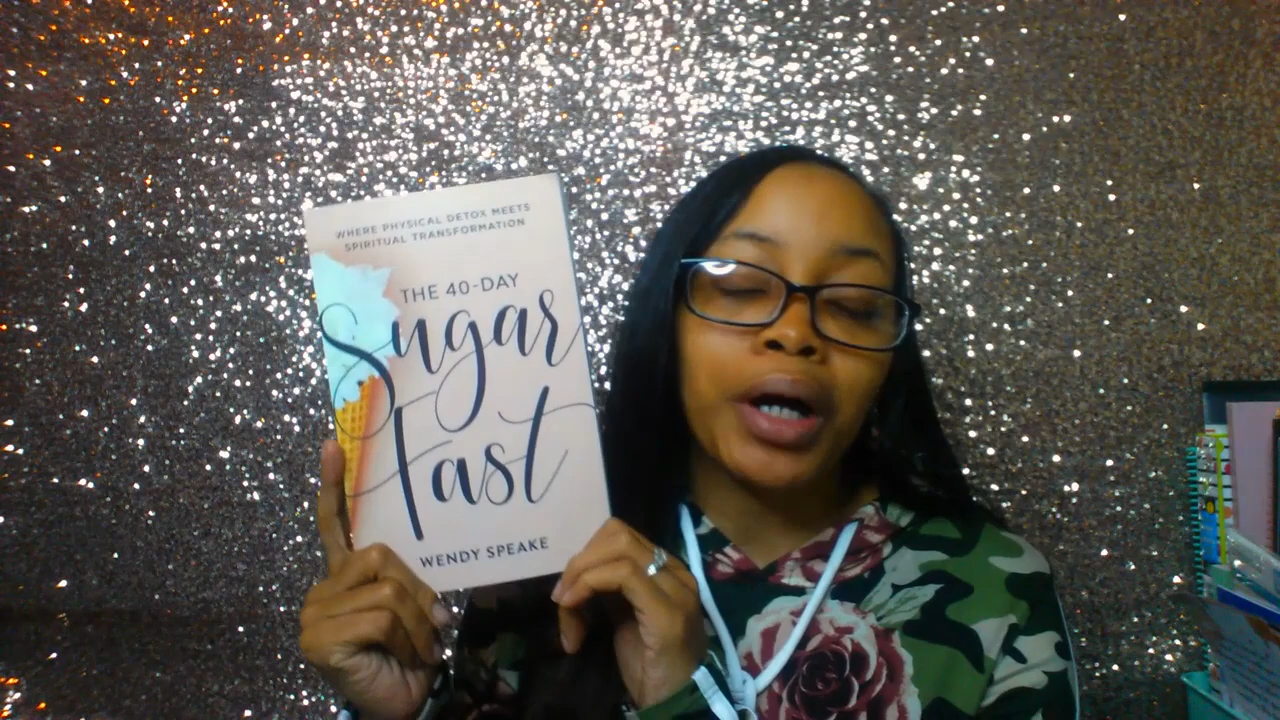 WHERE PHYSICAL DETOX MEETS
SPIRITUAL TRANSFORMATION
THE 40-DAY
Sugar
Fast
WENDY SPEAKE